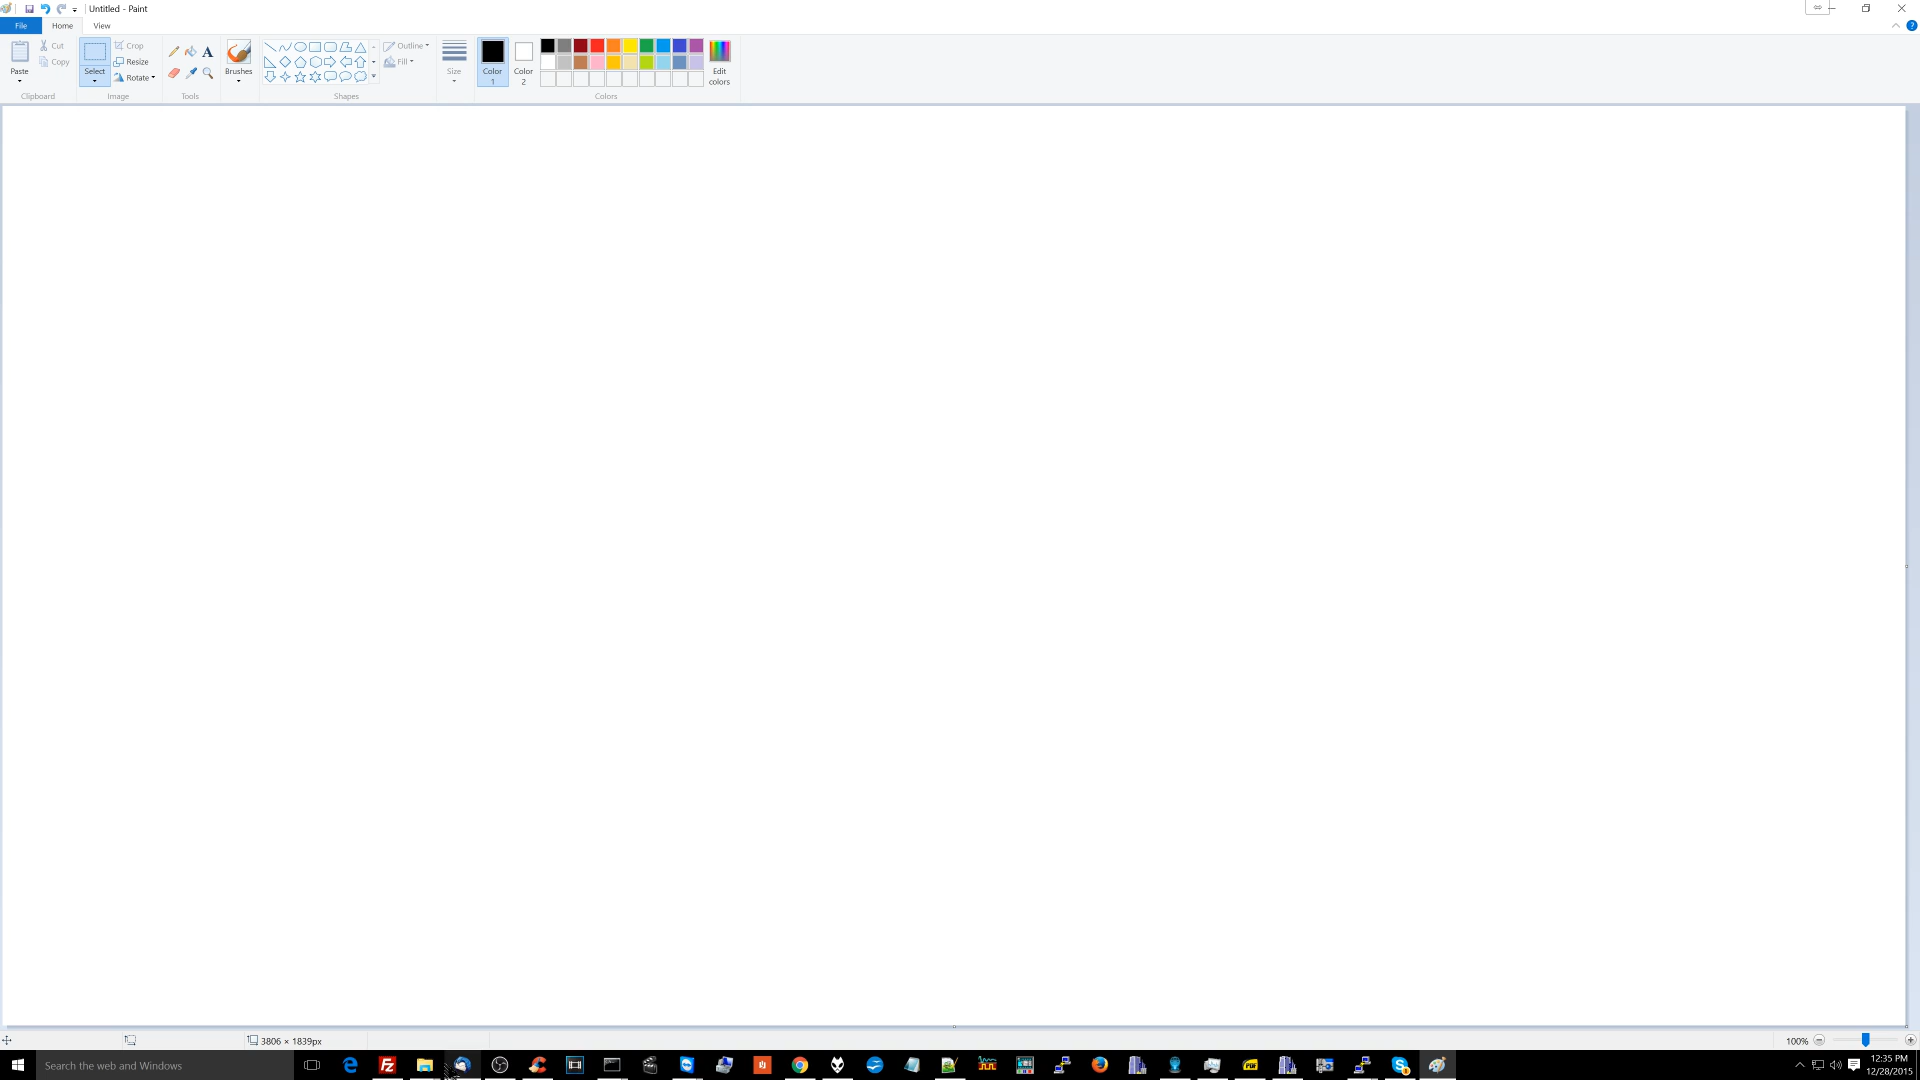 Untitled - Paint
File Home View
Paste
Cut
Copy
Clipboard
Select
Crop
Resize
Rotate
Image
Tools
Brushes
Outline
Fill
Shapes
Size
Color 1
Color 2
Edit colors
Colors
3806 × 1839px
100%
Search the web and Windows
12:35 PM
12/28/2015